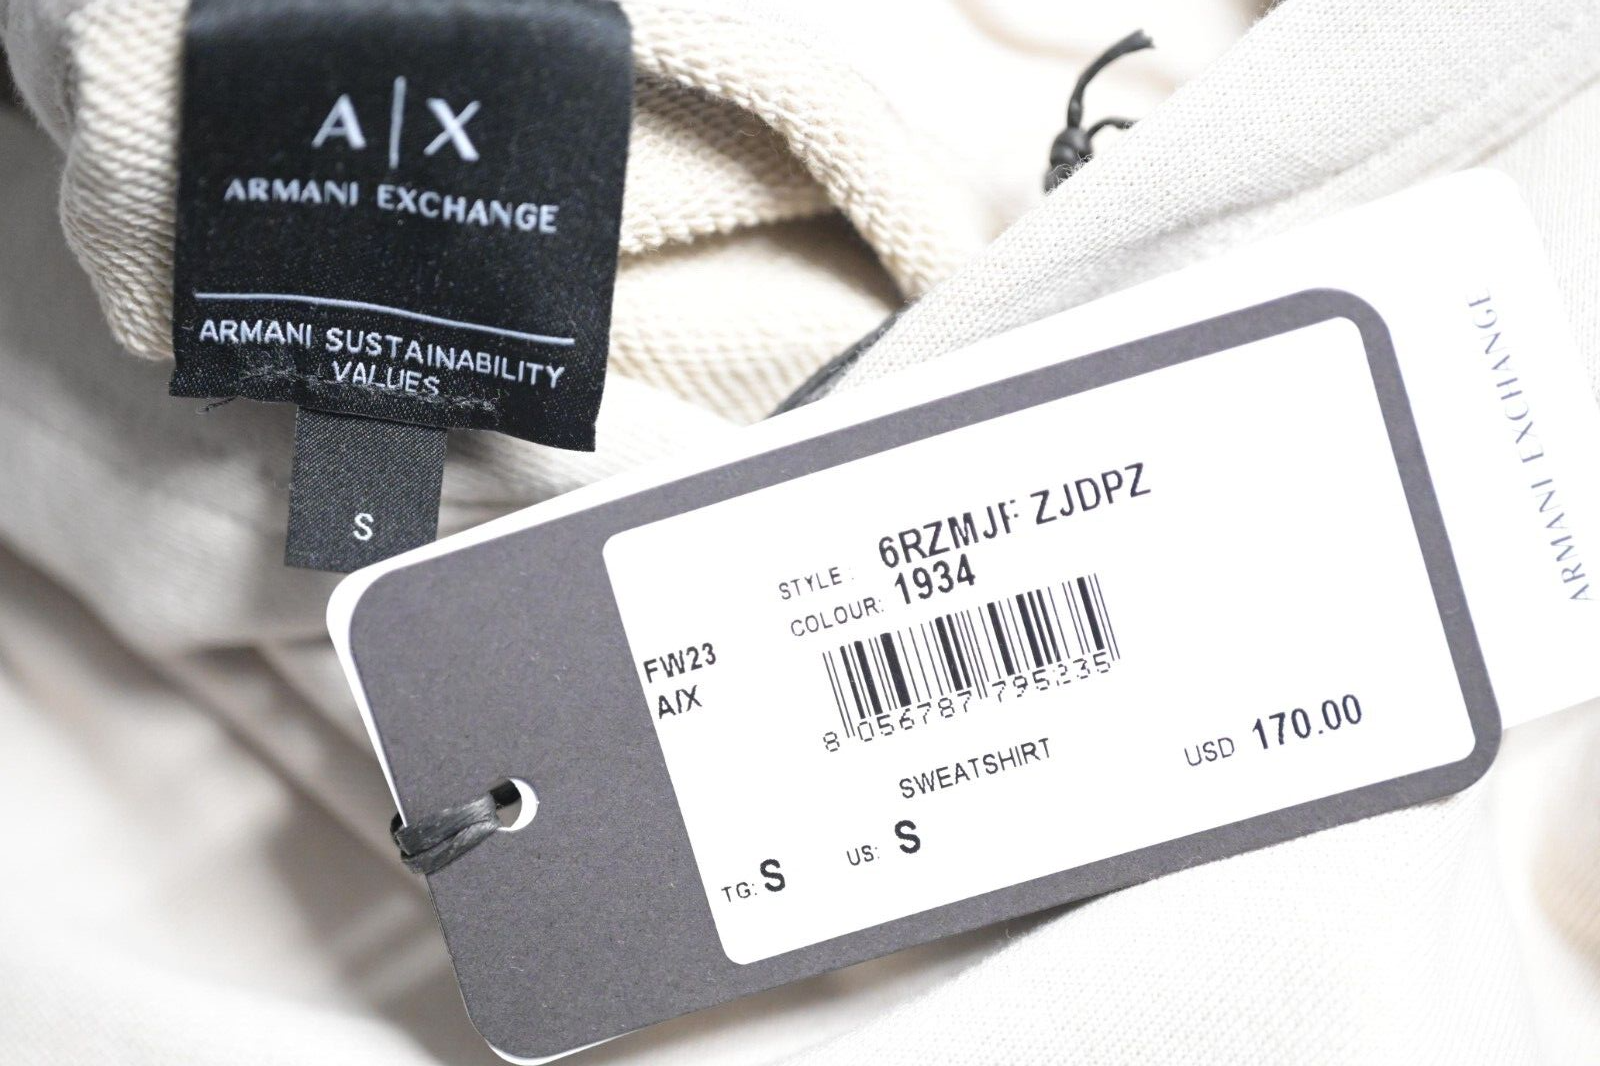 A|X
ARMANI EXCHANGE
ARMANI SUSTAINABILITY
VALUES
S
STYLE: 6RZMJF ZJDPZ
COLOUR: 1934
FW23
A/X
8 056787 795235
SWEATSHIRT
USD 170.00
TG: S
US: S
ARMANI EXCHANGE